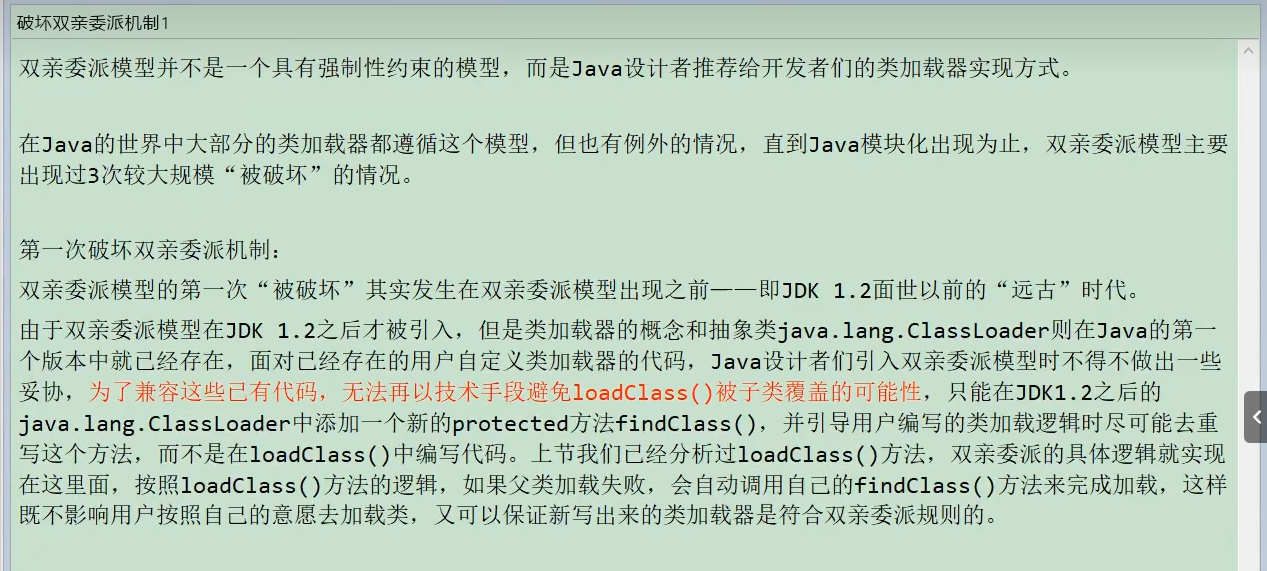 破坏双亲委派机制1
双亲委派模型并不是一个具有强制性约束的模型，而是Java设计者推荐给开发者们的类加载器实现方式。
在Java的世界中大部分的类加载器都遵循这个模型，但也有例外的情况，直到Java模块化出现为止，双亲委派模型主要
出现过3次较大规模“被破坏”的情况。
第一次破坏双亲委派机制：
双亲委派模型的第一次“被破坏”其实发生在双亲委派模型出现之前——即JDK 1.2面世以前的“远古”时代。
由于双亲委派模型在JDK 1.2之后才被引入，但是类加载器的概念和抽象类java.lang.ClassLoader则在Java的第一
个版本中就已经存在，面对已经存在的用户自定义类加载器的代码，Java设计者们引入双亲委派模型时不得不做出一些
妥协，为了兼容这些已有代码，无法再以技术手段避免loadClass()被子类覆盖的可能性，只能在JDK1.2之后的
java.lang.ClassLoader中添加一个新的protected方法findClass()，并引导用户编写的类加载逻辑时尽可能去重
写这个方法，而不是在loadClass()中编写代码。上节我们已经分析过loadClass()方法，双亲委派的具体逻辑就实现
在这里面，按照loadClass()方法的逻辑，如果父类加载失败，会自动调用自己的findClass()方法来完成加载，这样
既不影响用户按照自己的意愿去加载类，又可以保证新写出来的类加载器是符合双亲委派规则的。